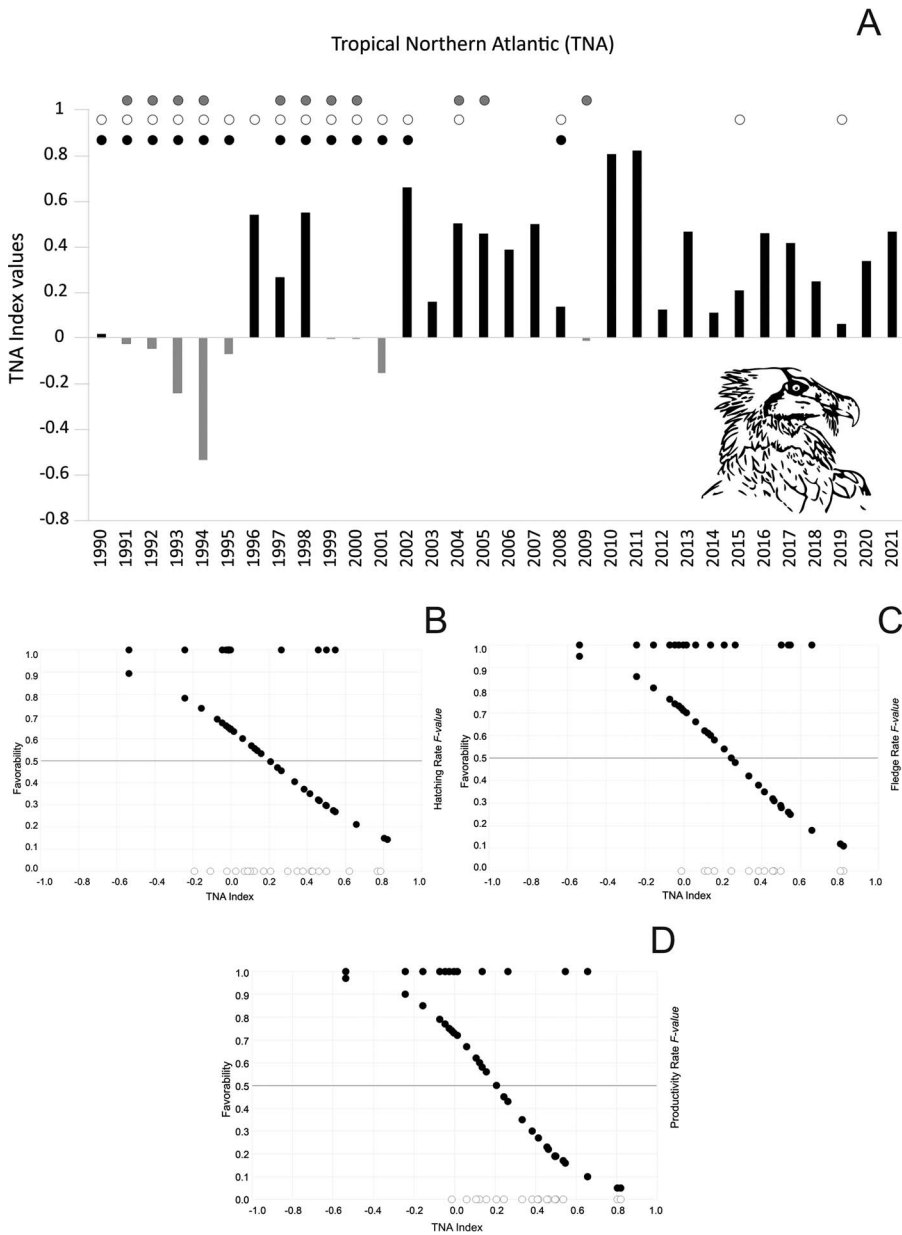 A
Tropical Northern Atlantic (TNA)
TNA Index values
1
0.8
0.6
0.4
0.2
0
-0.2
-0.4
-0.6
-0.8
1990 1991 1992 1993 1994 1995 1996 1997 1998 1999 2000 2001 2002 2003 2004 2005 2006 2007 2008 2009 2010 2011 2012 2013 2014 2015 2016 2017 2018 2019 2020 2021
B
Favorability
1.0
0.9
0.8
0.7
0.6
0.5
0.4
0.3
0.2
0.1
0.0
-1.0 -0.8 -0.6 -0.4 -0.2 0.0 0.2 0.4 0.6 0.8 1.0
TNA Index
Hatching Rate F-value
C
Favorability
1.0
0.9
0.8
0.7
0.6
0.5
0.4
0.3
0.2
0.1
0.0
-1.0 -0.8 -0.6 -0.4 -0.2 0.0 0.2 0.4 0.6 0.8 1.0
TNA Index
Fledge Rate F-value
D
Favorability
1.0
0.9
0.8
0.7
0.6
0.5
0.4
0.3
0.2
0.1
0.0
-1.0 -0.8 -0.6 -0.4 -0.2 0.0 0.2 0.4 0.6 0.8 1.0
TNA Index
Productivity Rate F-value